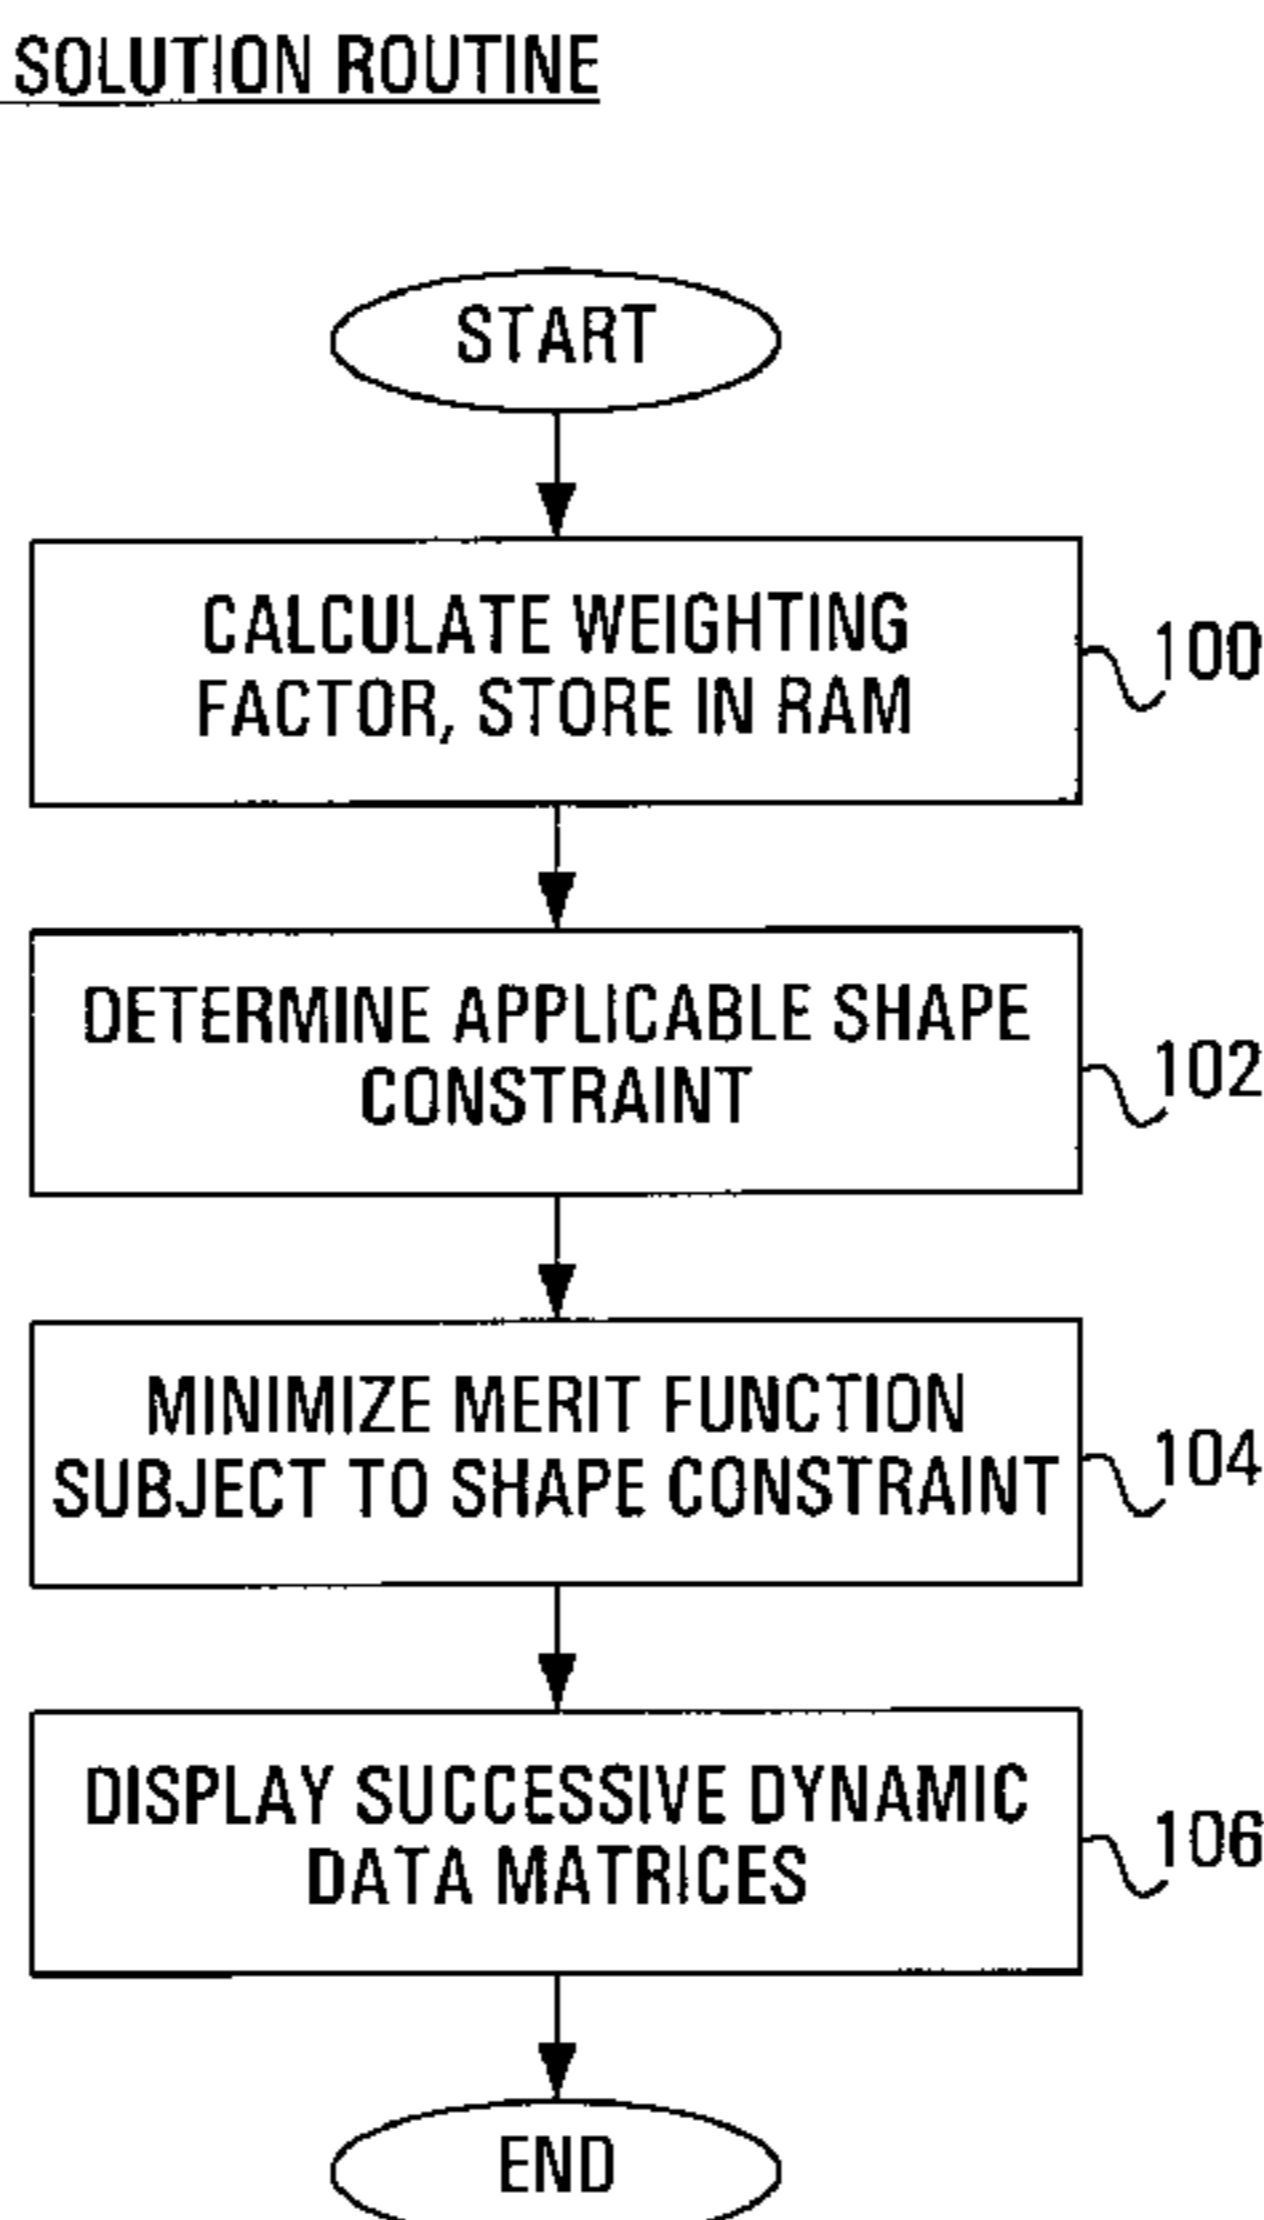 SOLUTION ROUTINE
START
CALCULATE WEIGHTING
FACTOR, STORE IN RAM
100
DETERMINE APPLICABLE SHAPE
CONSTRAINT
102
MINIMIZE MERIT FUNCTION
SUBJECT TO SHAPE CONSTRAINT
104
DISPLAY SUCCESSIVE DYNAMIC
DATA MATRICES
106
END